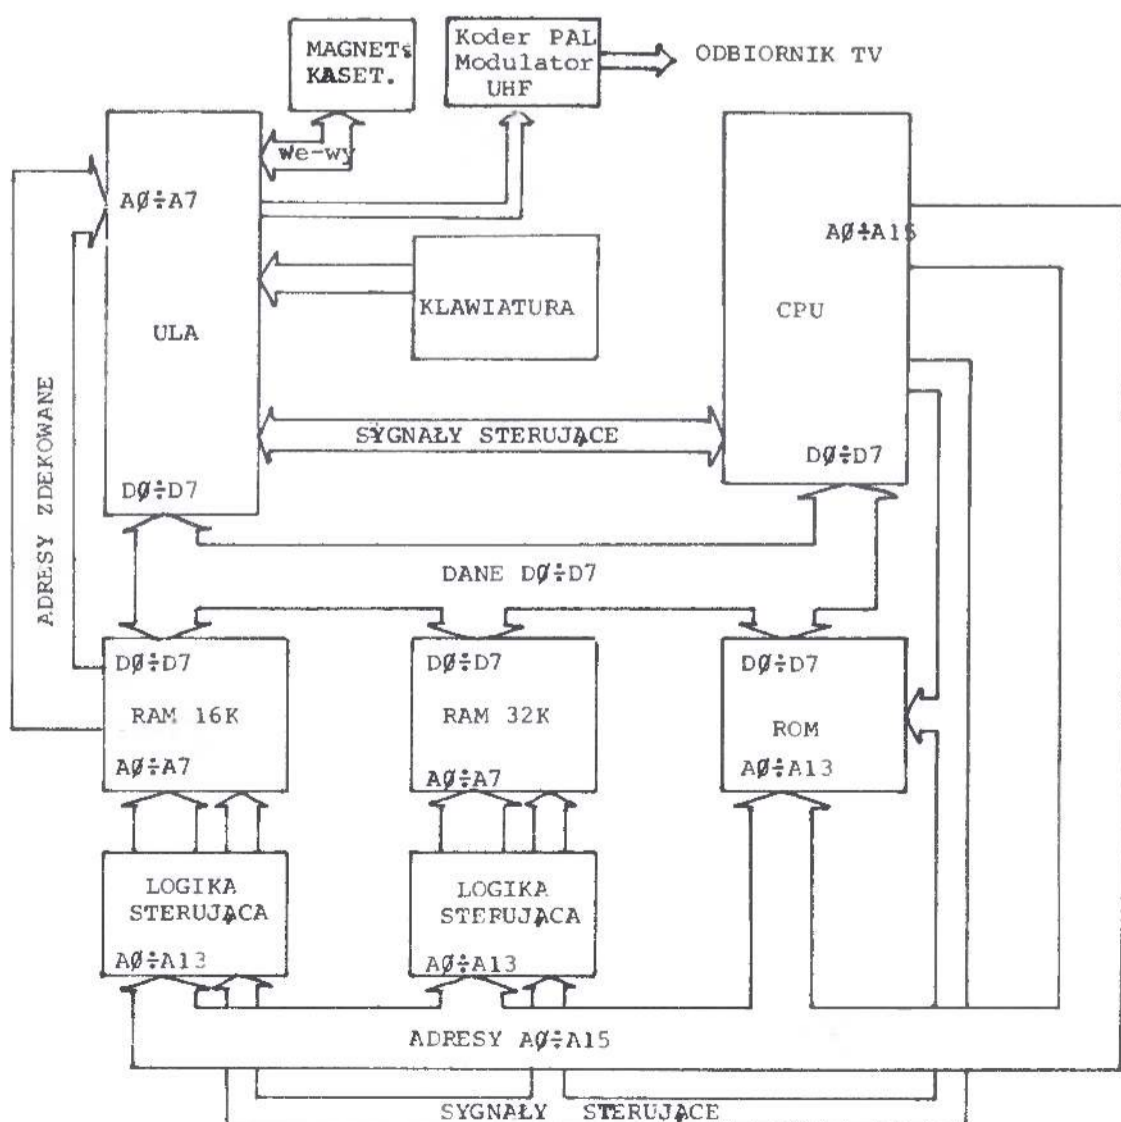 MAGNET.
KASET.
Koder PAL
Modulator
UHF
ODBIORNIK TV
We-wy
AØ÷A7
AØ÷A15
KLAWIATURA
CPU
ULA
ADRESY ZDEKOWANE
SYGNAŁY STERUJĄCE
DØ÷D7
DØ÷D7
DANE DØ÷D7
DØ÷D7
DØ÷D7
DØ÷D7
RAM 16K
RAM 32K
ROM
AØ÷A7
AØ÷A7
AØ÷A13
LOGIKA
STERUJĄCA
LOGIKA
STERUJĄCA
AØ÷A13
AØ÷A13
ADRESY AØ÷A15
SYGNAŁY STERUJĄCE